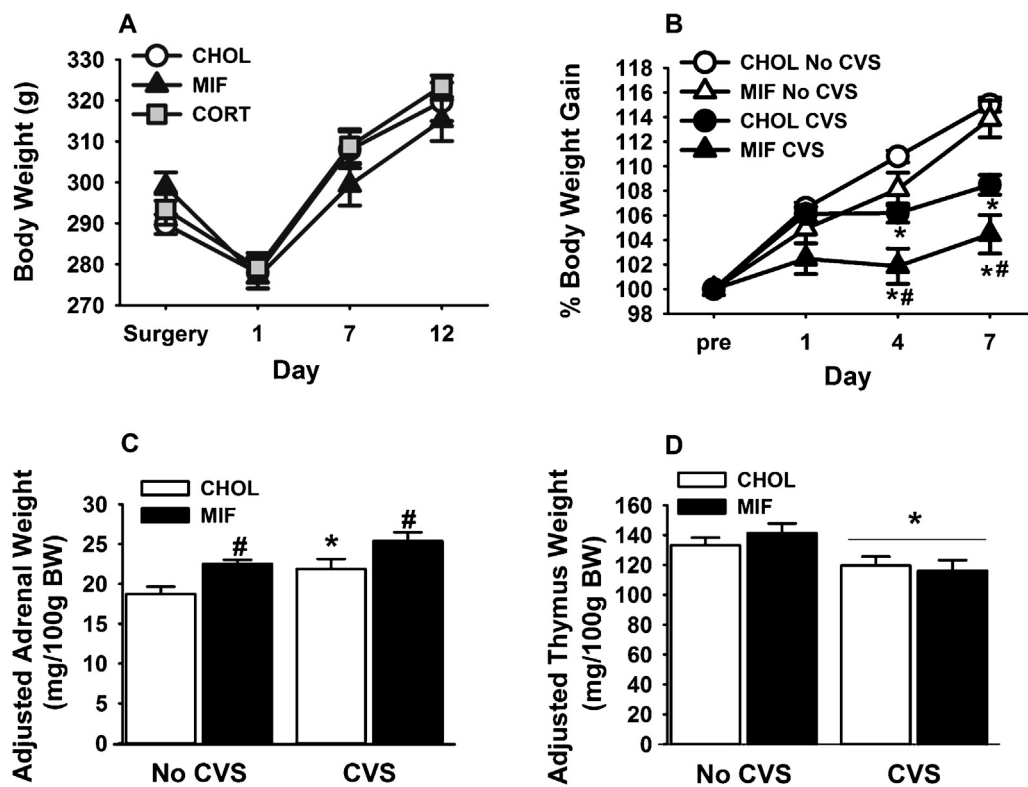 A
CHOL
MIF
CORT
Body Weight (g)
330
320
310
300
290
280
270
Surgery 1 7 12
Day
B
CHOL No CVS
MIF No CVS
CHOL CVS
MIF CVS
% Body Weight Gain
118
116
114
112
110
108
106
104
102
100
98
*
*
*#
*#
pre 1 4 7
Day
C
CHOL
MIF
Adjusted Adrenal Weight
(mg/100g BW)
30
25
20
15
10
5
0
# * #
No CVS CVS
D
CHOL
MIF
Adjusted Thymus Weight
(mg/100g BW)
160
140
120
100
80
60
40
20
0
*
No CVS CVS